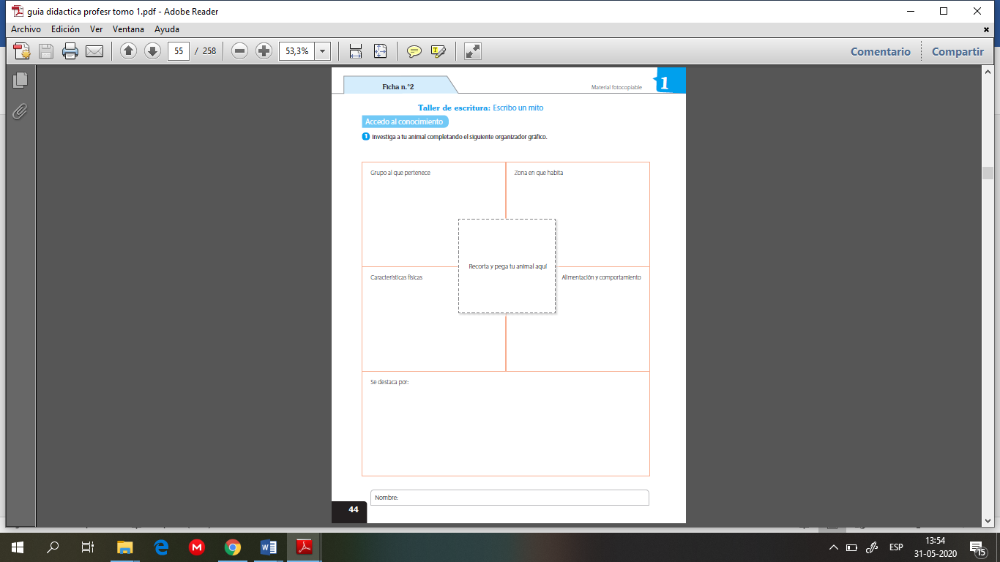 guia didactica profesr tomo 1.pdf - Adobe Reader
Archivo Edición Ver Ventana Ayuda
55 / 258
53,3%
Comentario Compartir
Ficha n.°2
Material fotocopiable
1
Taller de escritura: Escribo un mito
Accedo al conocimiento
1 Investiga a tu animal completando el siguiente organizador gráfico.
Grupo al que pertenece
Zona en que habita
Recorta y pega tu animal aquí
Características físicas
Alimentación y comportamiento
Se destaca por:
Nombre:
44
ESP
13:54
31-05-2020
15